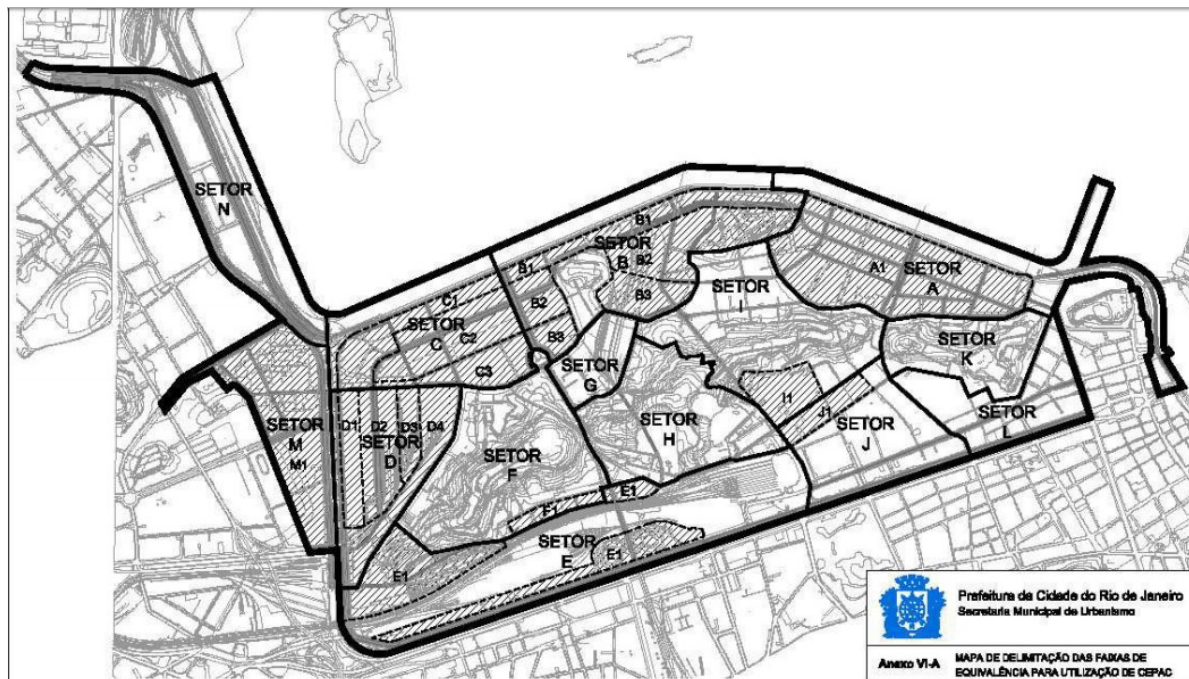 SETOR
N
B1
SETOR
B
B2
B1
B3
SETOR
I
A1
SETOR
A
C1
SETOR
C
C2
B2
B3
C3
SETOR
G
SETOR
K
I1
J1
SETOR
M
M1
D1
D2
D3
D4
SETOR
D
SETOR
F
SETOR
H
SETOR
J
SETOR
L
E1
F1
SETOR
E
E1
E1
Prefeitura da Cidade do Rio de Janeiro
Secretaria Municipal de Urbanismo
Anexo VI-A
MAPA DE DELIMITAÇÃO DAS FAIXAS DE
EQUIVALÊNCIA PARA UTILIZAÇÃO DE CEPAC